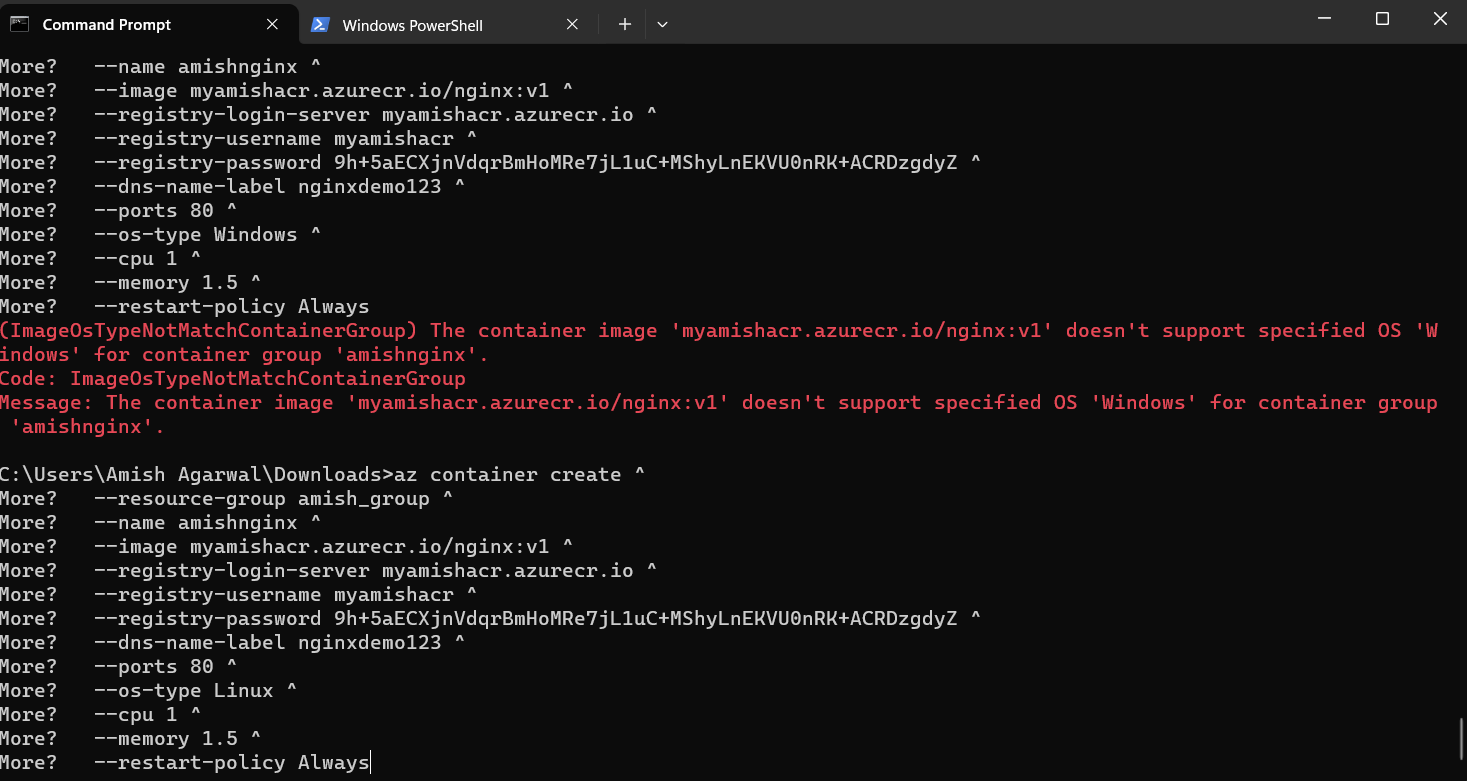 Command Prompt
Windows PowerShell
More?   --name amishnginx ^
More?   --image myamishacr.azurecr.io/nginx:v1 ^
More?   --registry-login-server myamishacr.azurecr.io ^
More?   --registry-username myamishacr ^
More?   --registry-password 9h+5aECXjnVdqrBmHoMRe7jL1uC+MShyLnEKVU0nRK+ACRDzgdyZ ^
More?   --dns-name-label nginxdemo123 ^
More?   --ports 80 ^
More?   --os-type Windows ^
More?   --cpu 1 ^
More?   --memory 1.5 ^
More?   --restart-policy Always
(ImageOsTypeNotMatchContainerGroup) The container image 'myamishacr.azurecr.io/nginx:v1' doesn't support specified OS 'W
indows' for container group 'amishnginx'.
Code: ImageOsTypeNotMatchContainerGroup
Message: The container image 'myamishacr.azurecr.io/nginx:v1' doesn't support specified OS 'Windows' for container group
 'amishnginx'.
C:\Users\Amish Agarwal\Downloads>az container create ^
More?   --resource-group amish_group ^
More?   --name amishnginx ^
More?   --image myamishacr.azurecr.io/nginx:v1 ^
More?   --registry-login-server myamishacr.azurecr.io ^
More?   --registry-username myamishacr ^
More?   --registry-password 9h+5aECXjnVdqrBmHoMRe7jL1uC+MShyLnEKVU0nRK+ACRDzgdyZ ^
More?   --dns-name-label nginxdemo123 ^
More?   --ports 80 ^
More?   --os-type Linux ^
More?   --cpu 1 ^
More?   --memory 1.5 ^
More?   --restart-policy Always